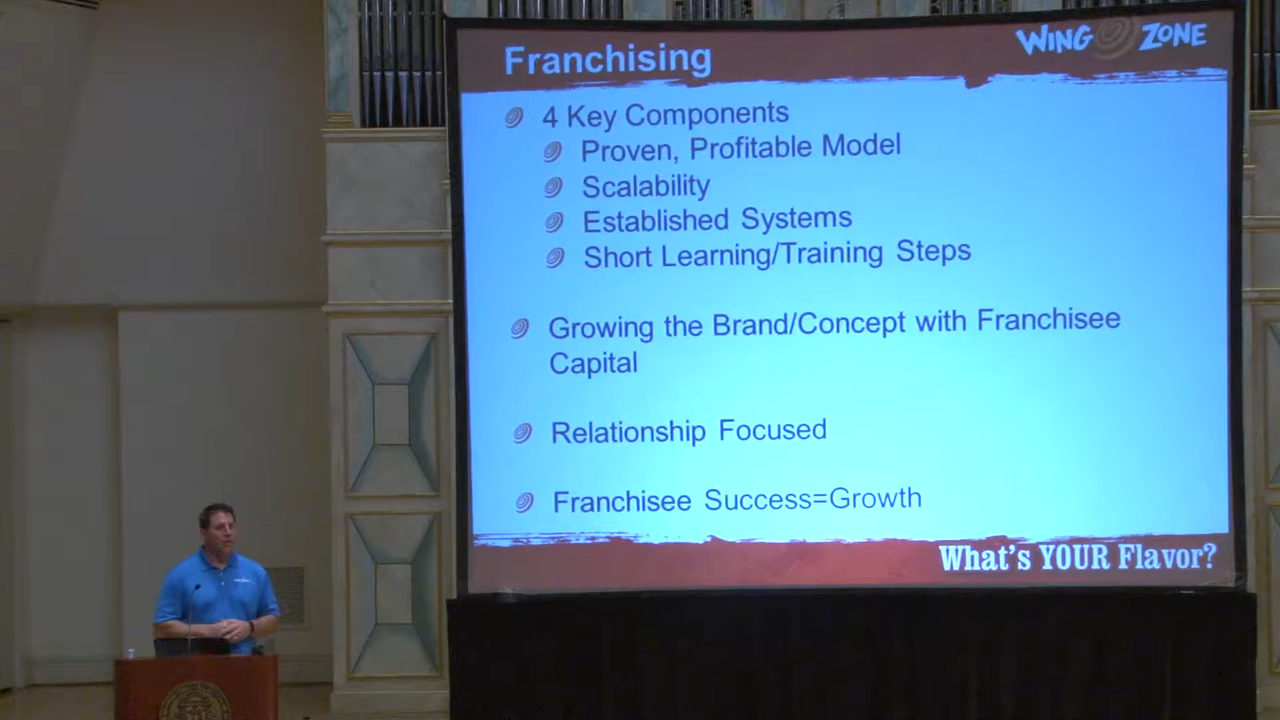 Franchising
WING ZONE
4 Key Components
Proven, Profitable Model
Scalability
Established Systems
Short Learning/Training Steps
Growing the Brand/Concept with Franchisee
Capital
Relationship Focused
Franchisee Success=Growth
What's YOUR Flavor?